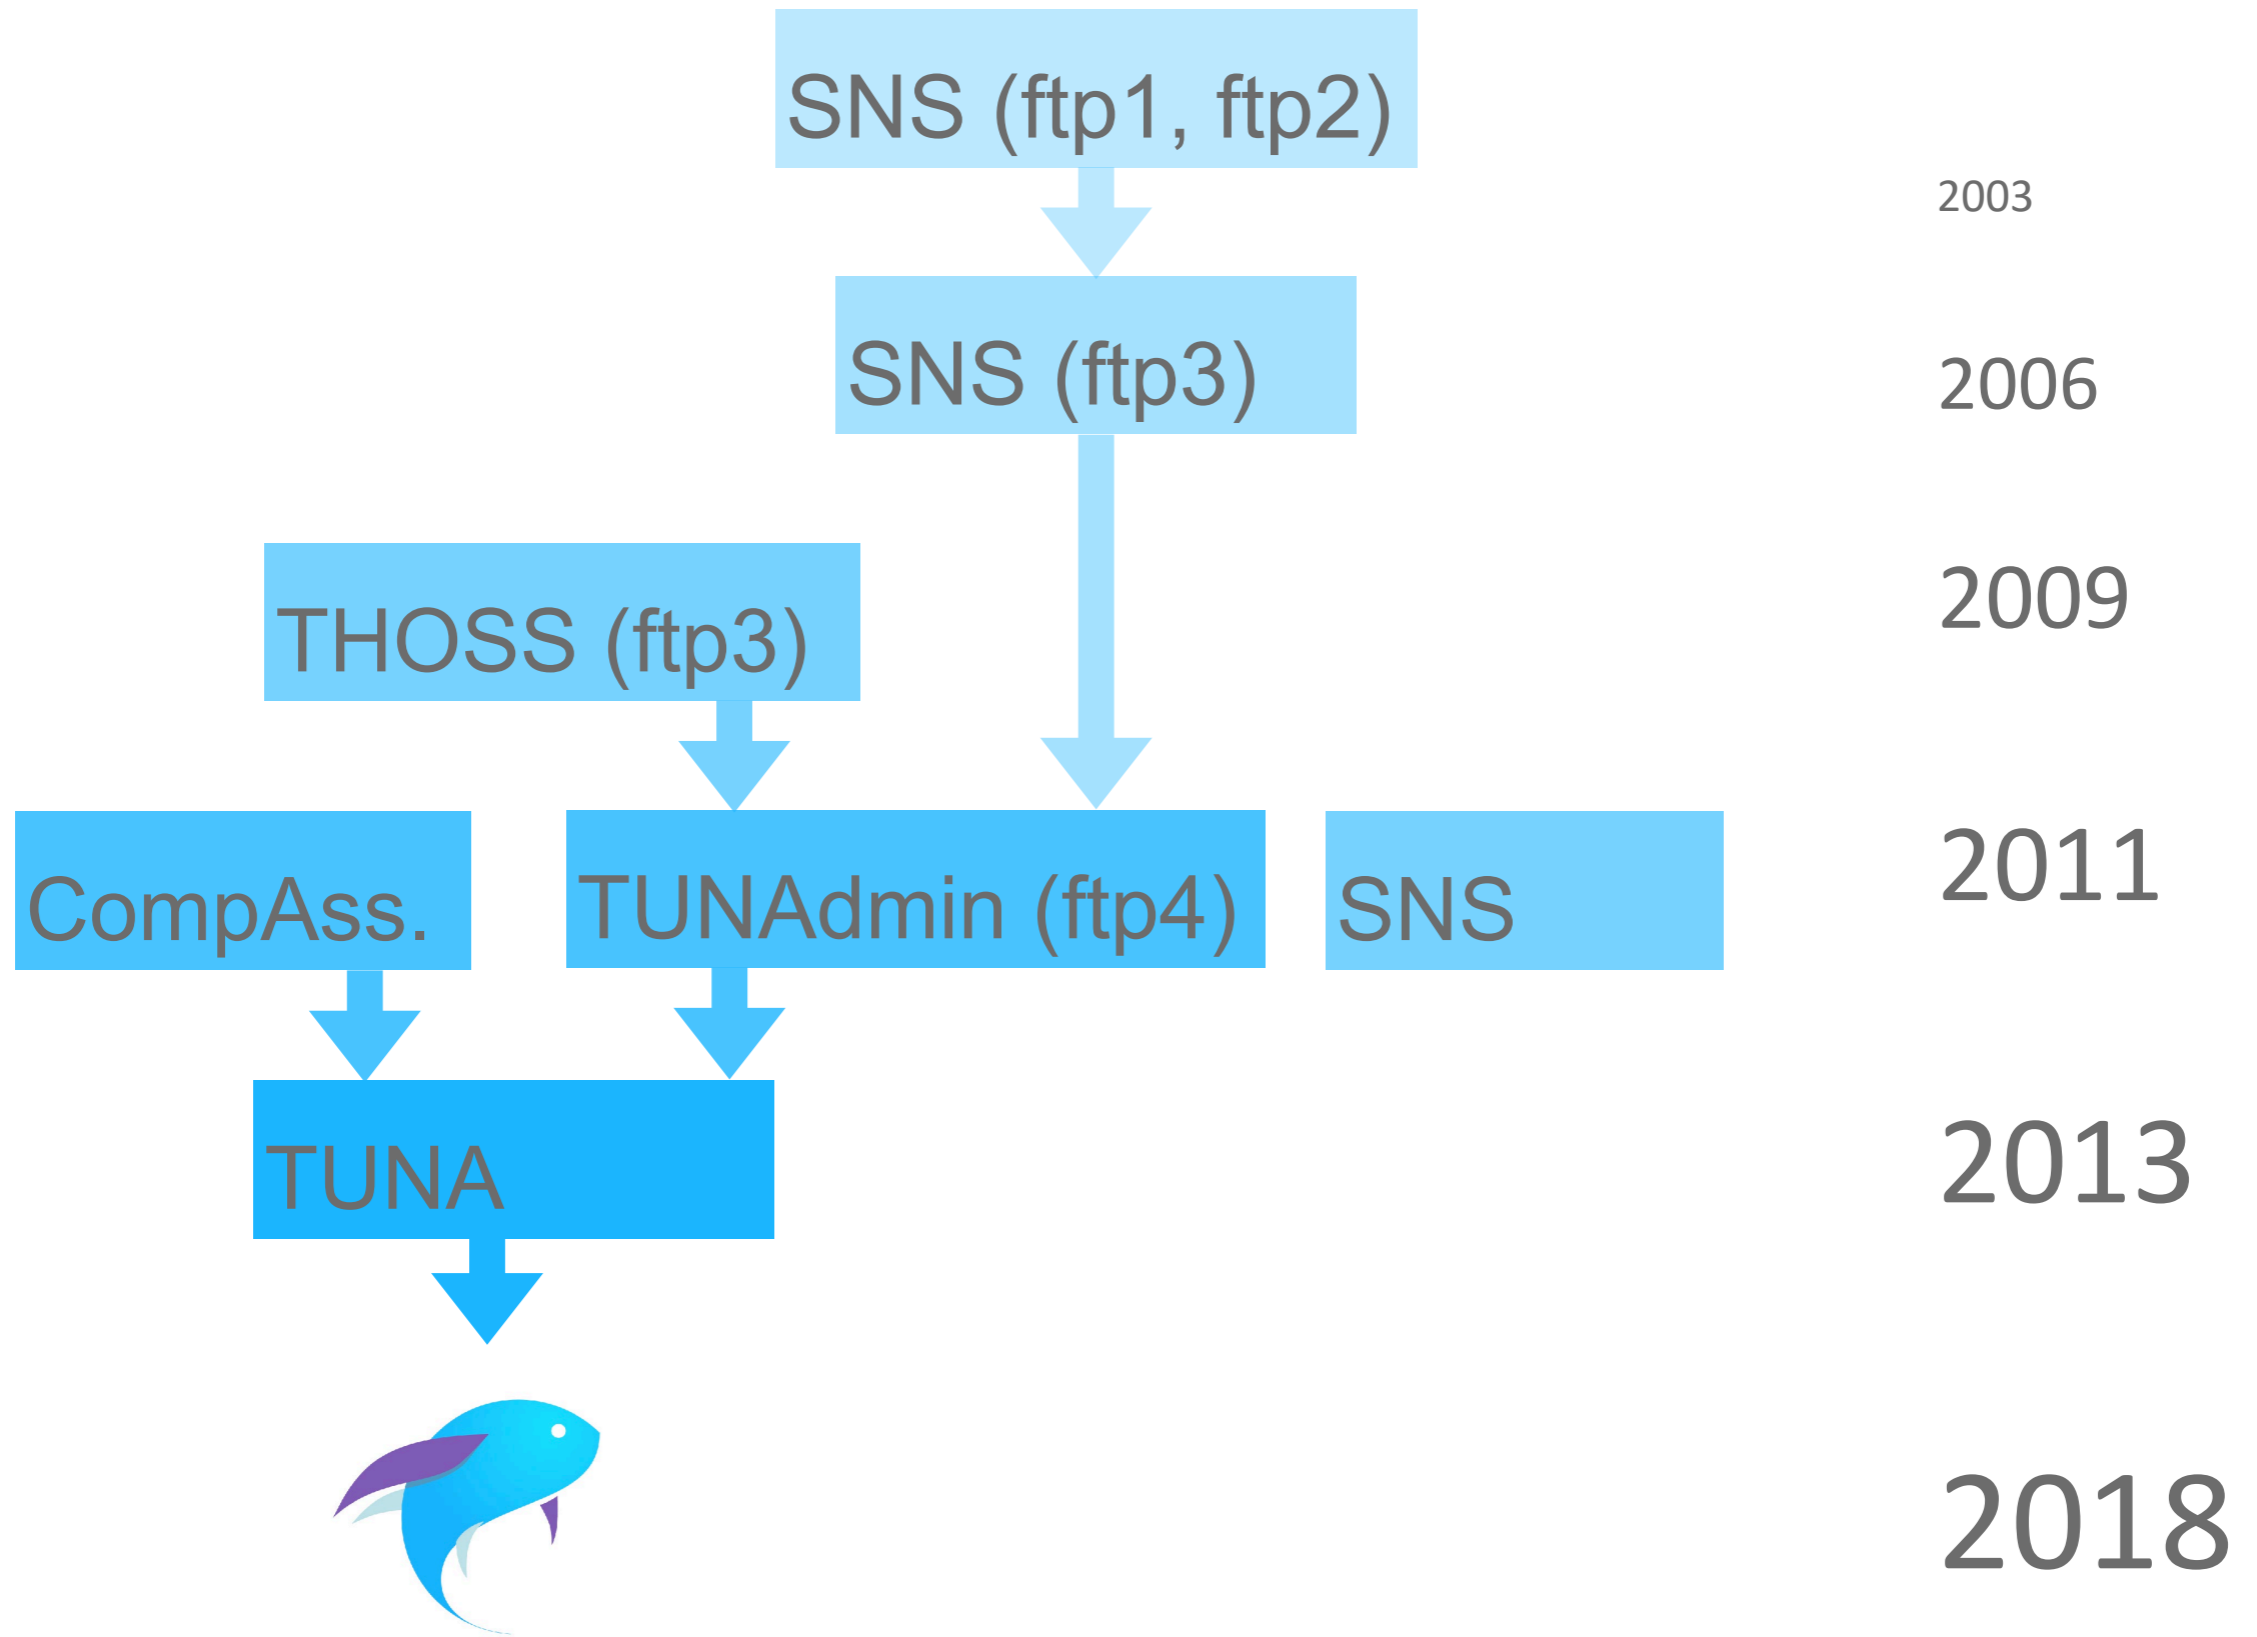 SNS (ftp1, ftp2)
2003
SNS (ftp3)
2006
THOSS (ftp3)
2009
CompAss.
TUNAdmin (ftp4)
SNS
2011
TUNA
2013
2018